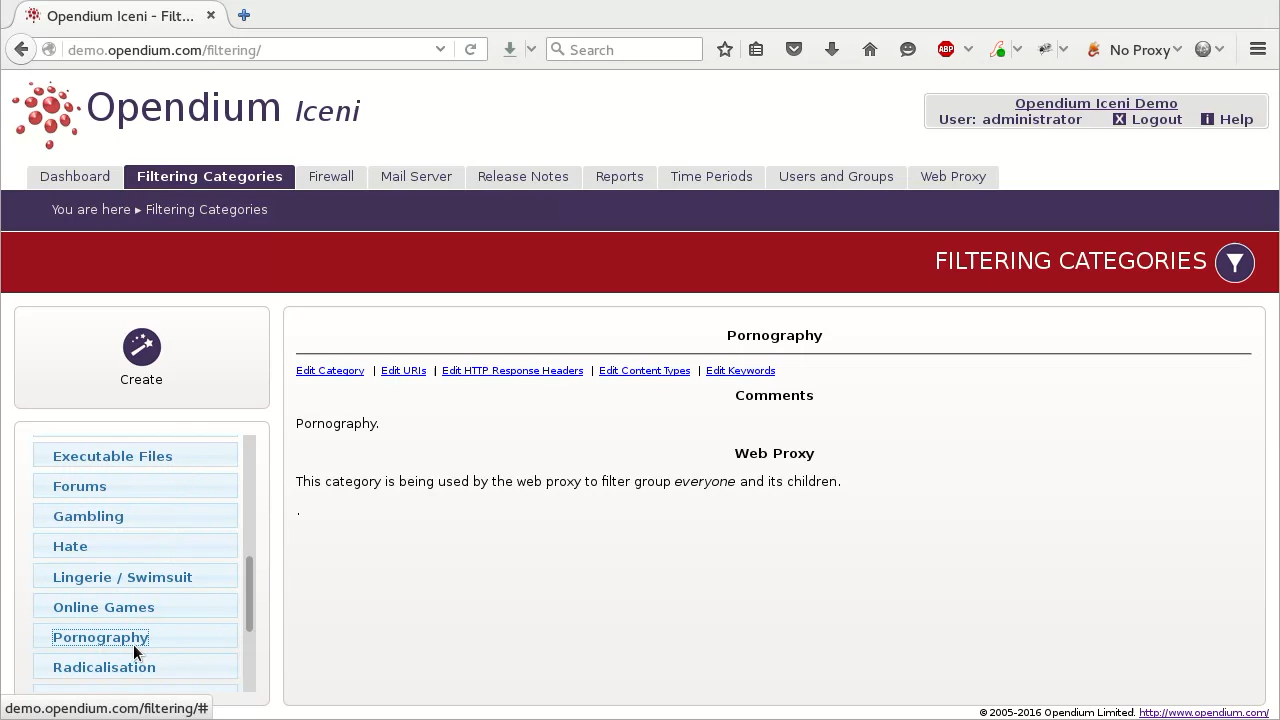 Opendium Iceni - Filt...
demo.opendium.com/filtering/
Search
ABP
No Proxy
Opendium Iceni
Opendium Iceni Demo
User: administrator X Logout i Help
Dashboard Filtering Categories Firewall Mail Server Release Notes Reports Time Periods Users and Groups Web Proxy
You are here ▸ Filtering Categories
FILTERING CATEGORIES
Create
Executable Files
Forums
Gambling
Hate
Lingerie / Swimsuit
Online Games
Pornography
Radicalisation
Pornography
Edit Category | Edit URIs | Edit HTTP Response Headers | Edit Content Types | Edit Keywords
Comments
Pornography.
Web Proxy
This category is being used by the web proxy to filter group everyone and its children.
.
demo.opendium.com/filtering/#
© 2005-2016 Opendium Limited. http://www.opendium.com/